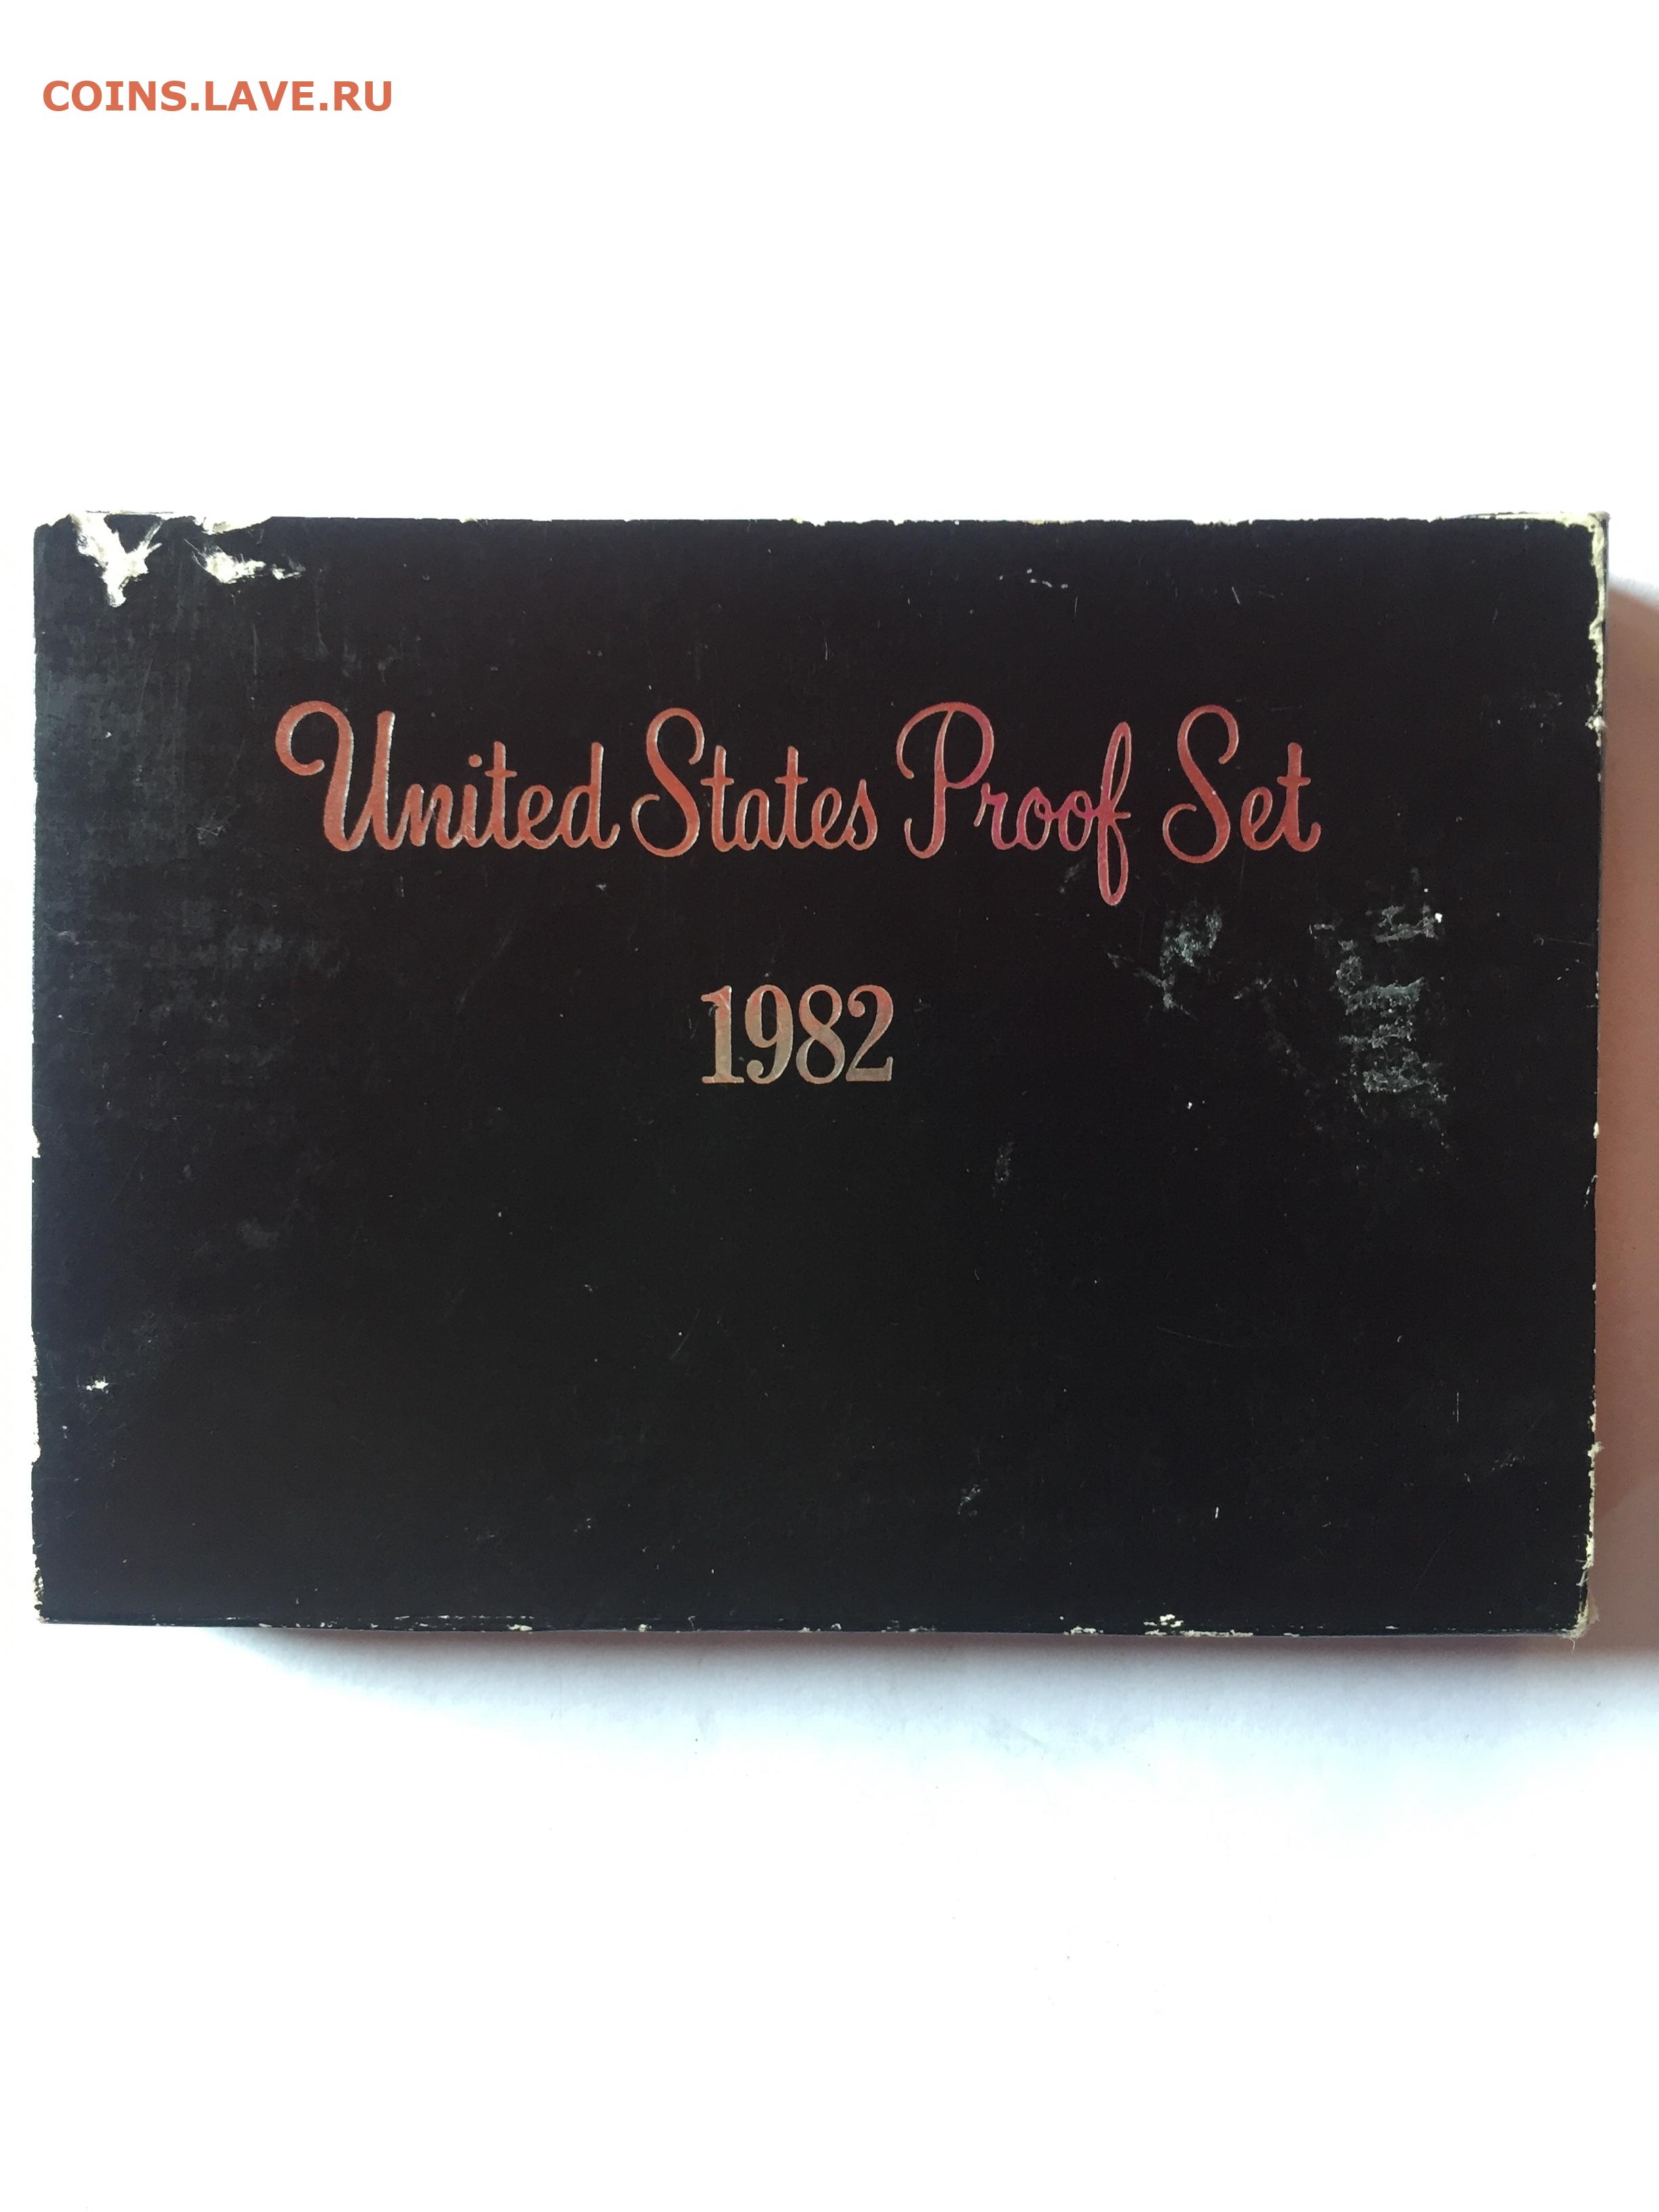 COINS.LAVE.RU
United States Proof Set
1982